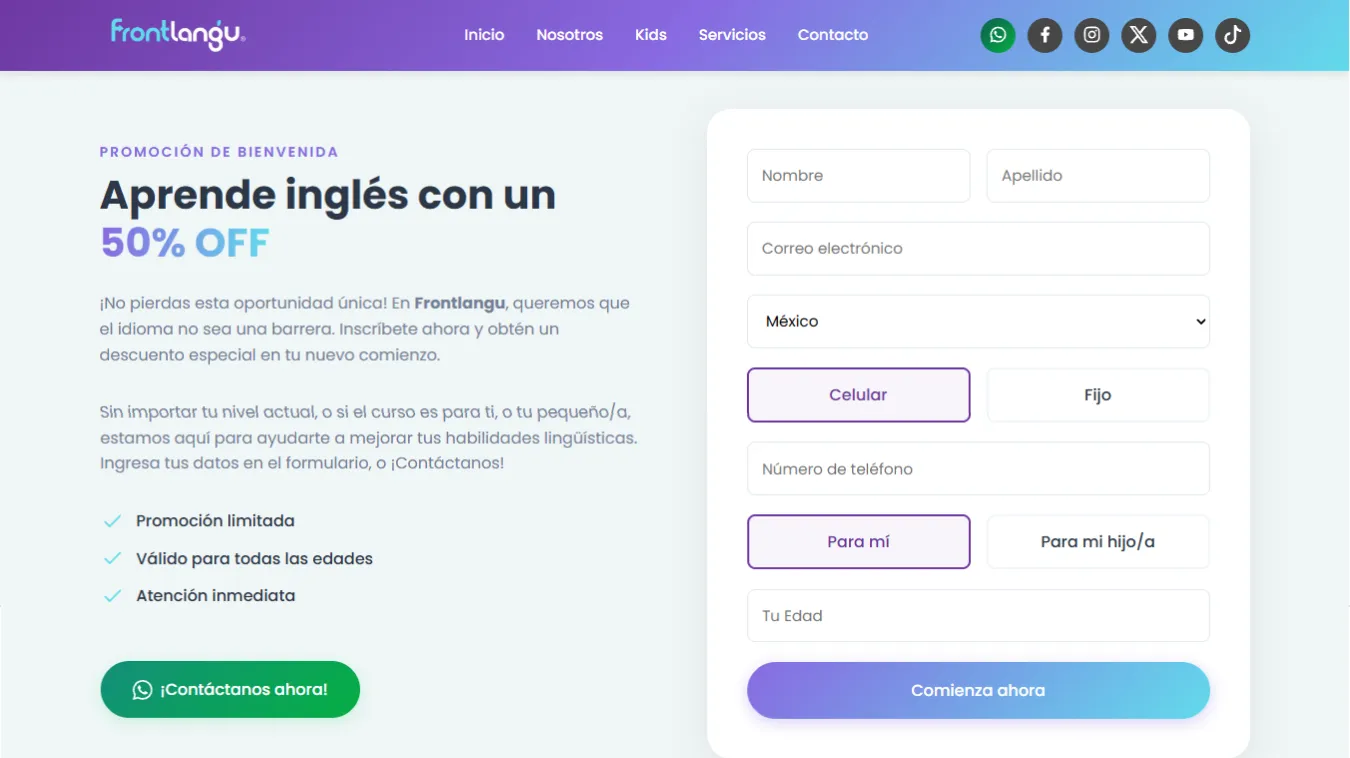 frontlangu®
Inicio
Nosotros
Kids
Servicios
Contacto
PROMOCIÓN DE BIENVENIDA
Aprende inglés con un
50% OFF
¡No pierdas esta oportunidad única! En Frontlangu, queremos que
el idioma no sea una barrera. Inscríbete ahora y obtén un
descuento especial en tu nuevo comienzo.
Sin importar tu nivel actual, o si el curso es para ti, o tu pequeño/a,
estamos aquí para ayudarte a mejorar tus habilidades lingüísticas.
Ingresa tus datos en el formulario, o ¡Contáctanos!
Promoción limitada
Válido para todas las edades
Atención inmediata
¡Contáctanos ahora!
Nombre
Apellido
Correo electrónico
México
Celular
Fijo
Número de teléfono
Para mí
Para mi hijo/a
Tu Edad
Comienza ahora